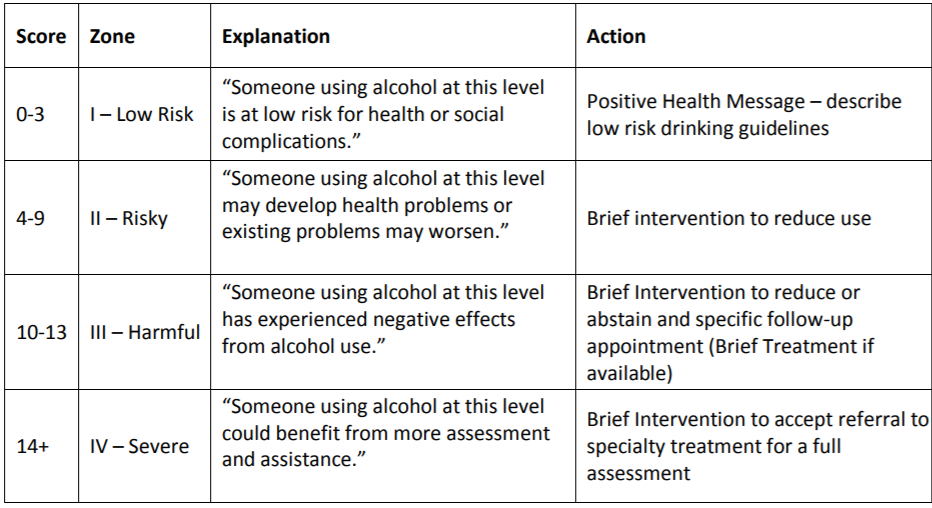 Score Zone Explanation Action
0-3 I – Low Risk “Someone using alcohol at this level
is at low risk for health or social
complications.”
Positive Health Message – describe
low risk drinking guidelines
4-9 II – Risky “Someone using alcohol at this level
may develop health problems or
existing problems may worsen.”
Brief intervention to reduce use
10-13 III – Harmful “Someone using alcohol at this level
has experienced negative effects
from alcohol use.”
Brief Intervention to reduce or
abstain and specific follow-up
appointment (Brief Treatment if
available)
14+ IV – Severe “Someone using alcohol at this level
could benefit from more assessment
and assistance.”
Brief Intervention to accept referral to
specialty treatment for a full
assessment